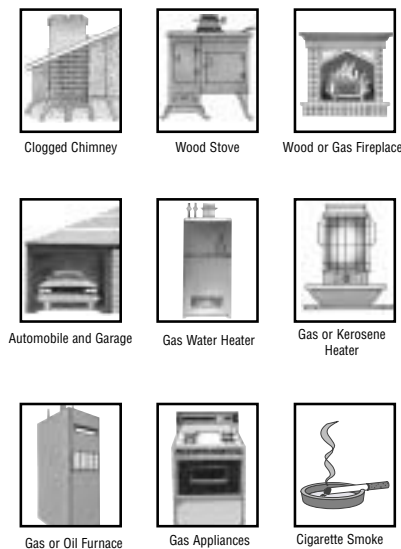 Clogged Chimney
Wood Stove
Wood or Gas Fireplace
Automobile and Garage
Gas Water Heater
Gas or Kerosene
Heater
Gas or Oil Furnace
Gas Appliances
Cigarette Smoke